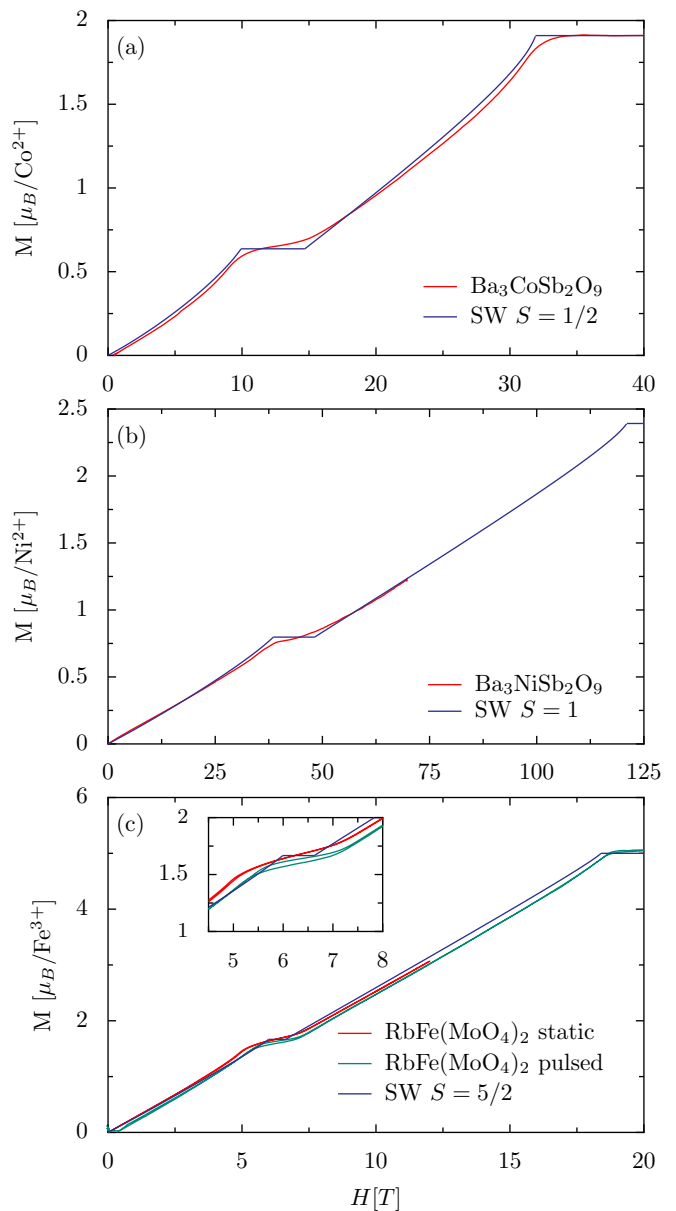 (a)
M [μ_B/Co²⁺]
2
1.5
1
0.5
0
Ba₃CoSb₂O₉
SW S = 1/2
0 10 20 30 40
(b)
M [μ_B/Ni²⁺]
2.5
2
1.5
1
0.5
0
Ba₃NiSb₂O₉
SW S = 1
0 25 50 75 100 125
(c)
M [μ_B/Fe³⁺]
6
4
2
0
2
1.5
1
5 6 7 8
RbFe(MoO₄)₂ static
RbFe(MoO₄)₂ pulsed
SW S = 5/2
0 5 10 15 20
H[T]